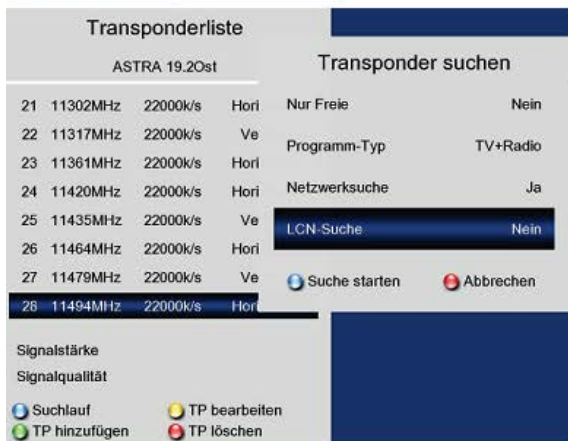 Transponderliste
ASTRA 19.2Ost
21 11302MHz 22000k/s Hori
22 11317MHz 22000k/s Ve
23 11361MHz 22000k/s Hori
24 11420MHz 22000k/s Hori
25 11435MHz 22000k/s Ve
26 11464MHz 22000k/s Hori
27 11479MHz 22000k/s Ve
28 11494MHz 22000k/s Hori
Signalstärke
Signalqualität
Suchlauf TP bearbeiten
TP hinzufügen TP löschen
Transponder suchen
Nur Freie Nein
Programm-Typ TV+Radio
Netzwerksuche Ja
LCN-Suche Nein
Suche starten Abbrechen